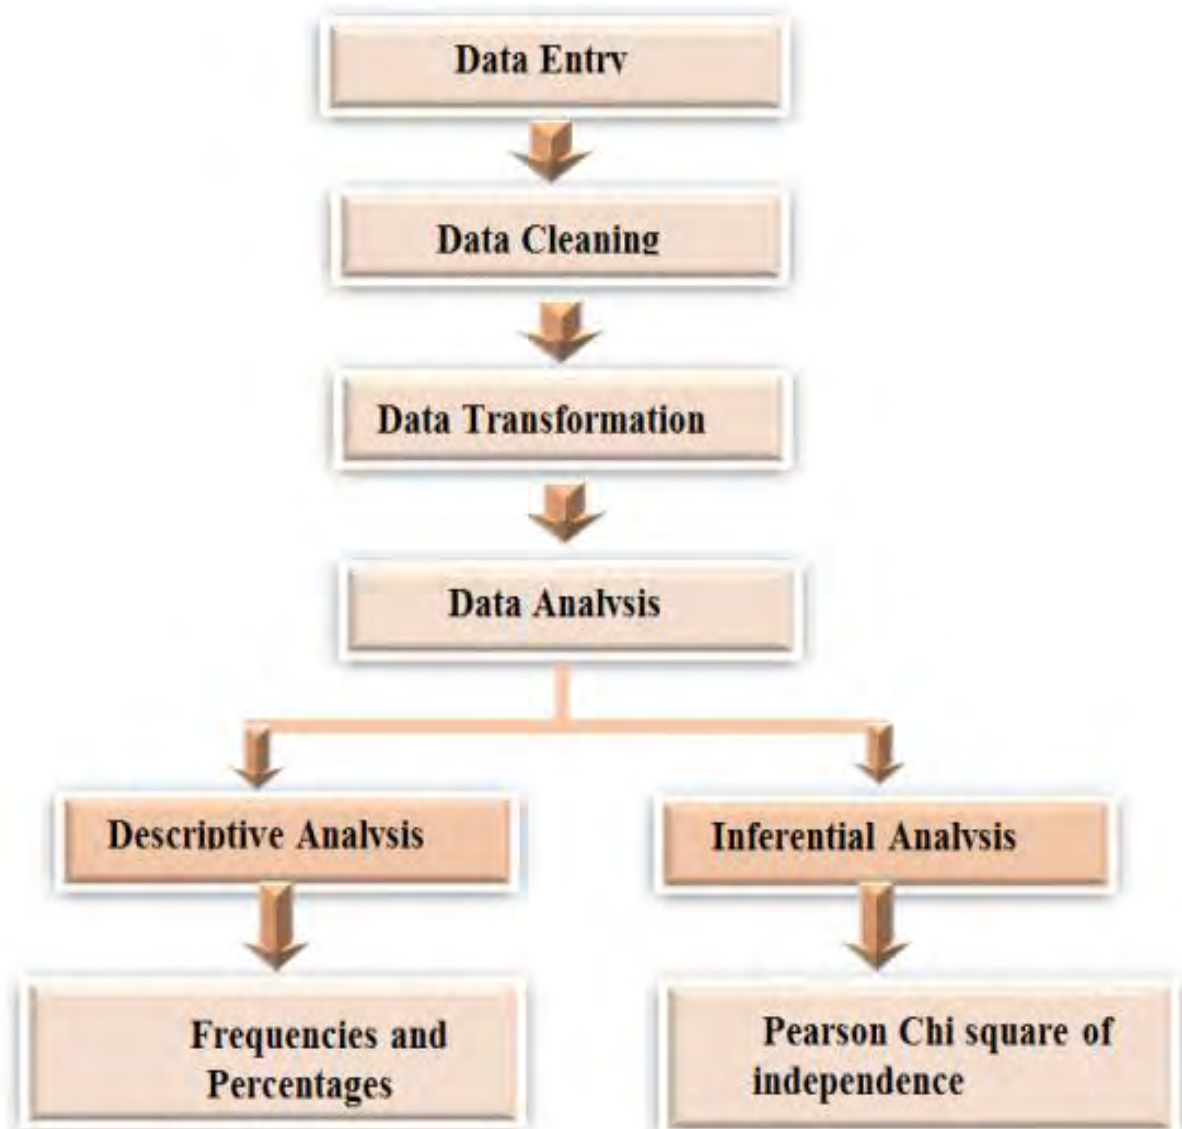 Data Entry
Data Cleaning
Data Transformation
Data Analysis
Descriptive Analysis
Inferential Analysis
Frequencies and
Percentages
Pearson Chi square of
independence